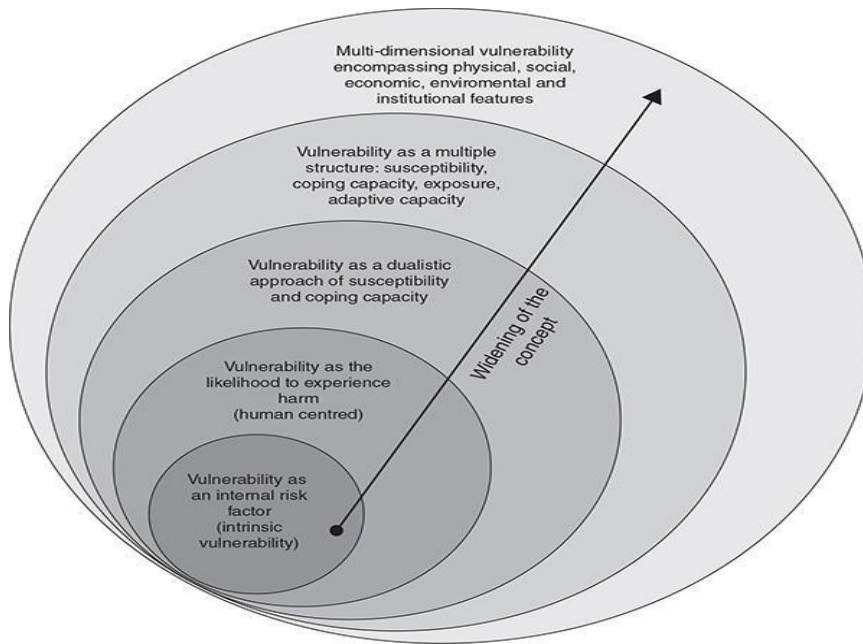 Multi-dimensional vulnerability
encompassing physical, social,
economic, enviromental and
institutional features
Vulnerability as a multiple
structure: susceptibility,
coping capacity, exposure,
adaptive capacity
Vulnerability as a dualistic
approach of susceptibility
and coping capacity
Widening of the
concept
Vulnerability as the
likelihood to experience
harm
(human centred)
Vulnerability as
an internal risk
factor
(intrinsic
vulnerability)